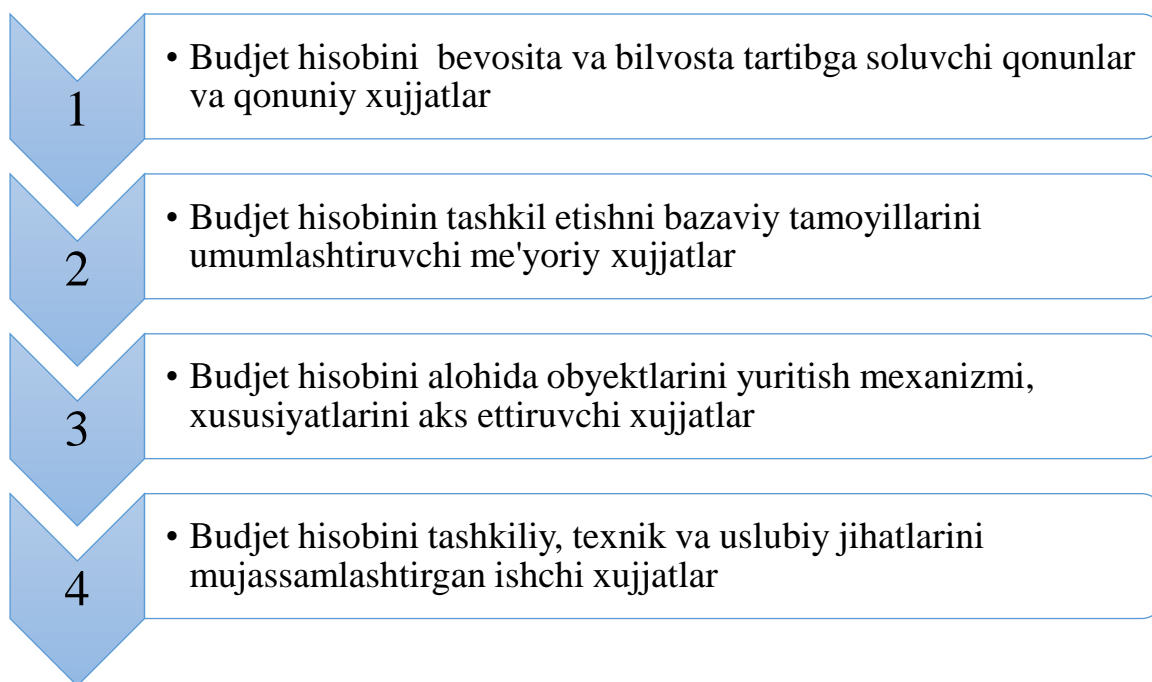 1
• Budjet hisobini bevosita va bilvosta tartibga soluvchi qonunlar
va qonuniy xujjatlar
2
• Budjet hisobinin tashkil etishni bazaviy tamoyillarini
umumlashtiruvchi me'yoriy xujjatlar
3
• Budjet hisobini alohida obyektlarini yuritish mexanizmi,
xususiyatlarini aks ettiruvchi xujjatlar
4
• Budjet hisobini tashkiliy, texnik va uslubiy jihatlarini
mujassamlashtirgan ishchi xujjatlar